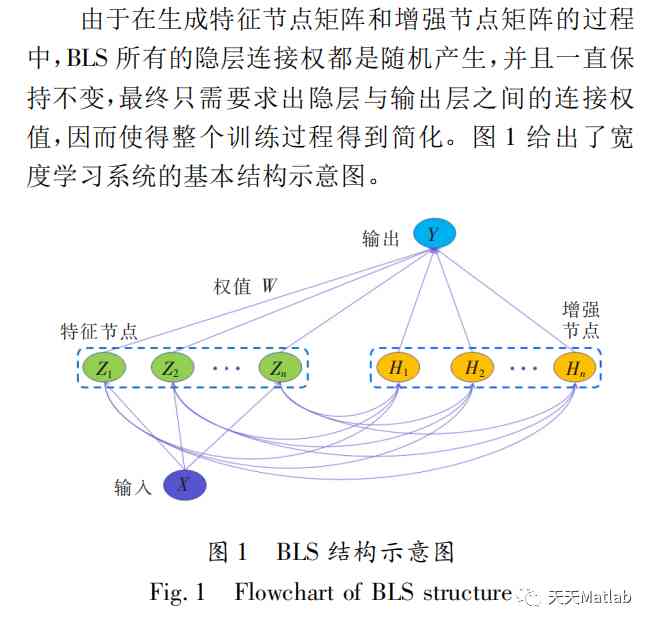 由于在生成特征节点矩阵和增强节点矩阵的过程
中,BLS 所有的隐层连接权都是随机产生,并且一直保
持不变,最终只需要求出隐层与输出层之间的连接权
值,因而使得整个训练过程得到简化。图 1 给出了宽
度学习系统的基本结构示意图。
输出 Y
权值 W
特征节点
增强
节点
Z1 Z2 ··· Zn H1 H2 ··· Hn
输入 X
图 1 BLS 结构示意图
Fig. 1 Flowchart of BLS structure
天天Matlab